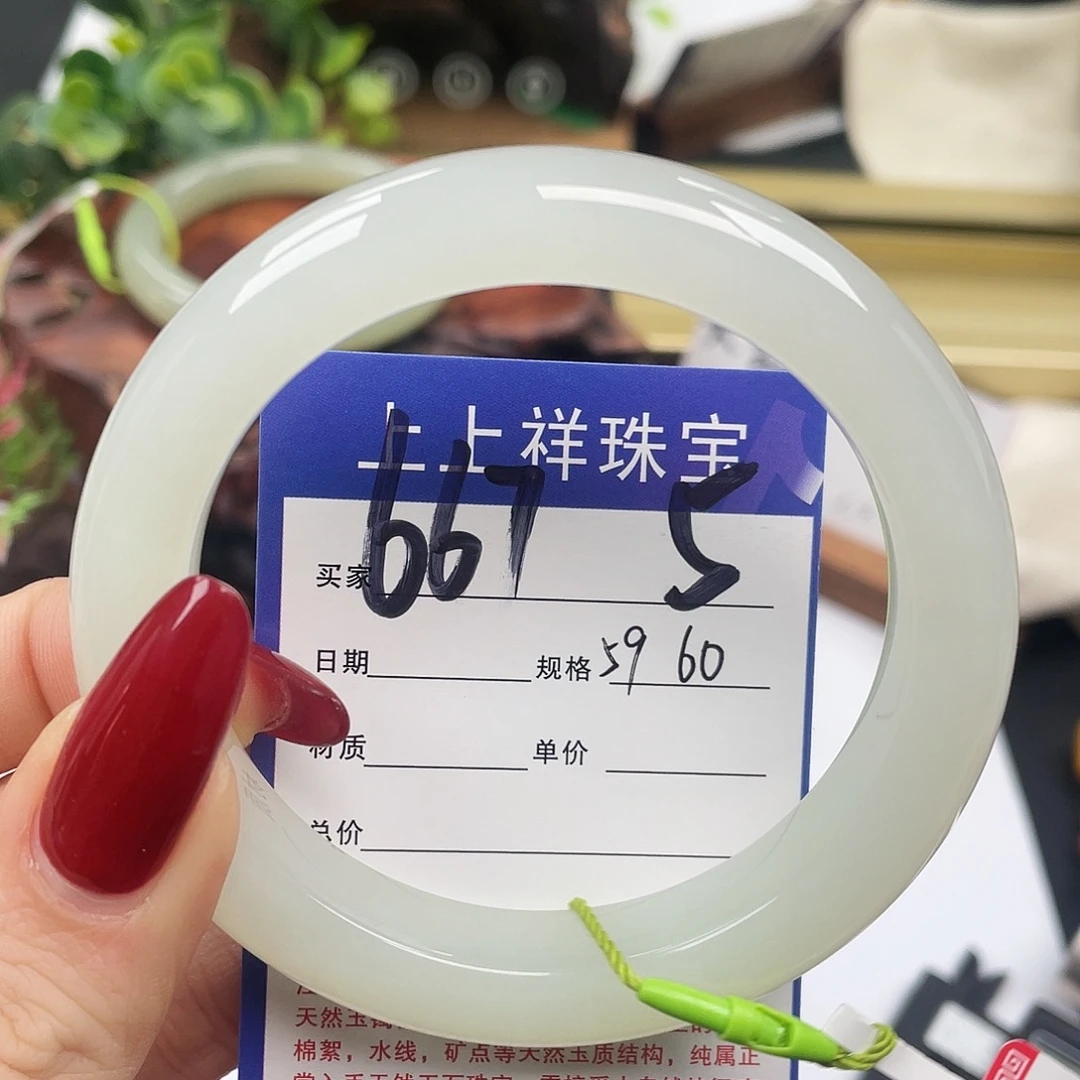 上上祥珠宝
667 5
买家
日期 规格 59 60
材质 单价
总价
天然玉
棉絮，水线，矿点等天然玉质结构，纯属正